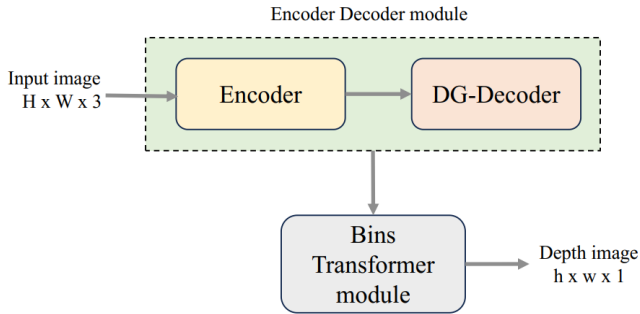 Encoder Decoder module
Input image
H x W x 3
Encoder
DG-Decoder
Bins
Transformer
module
Depth image
h x w x 1